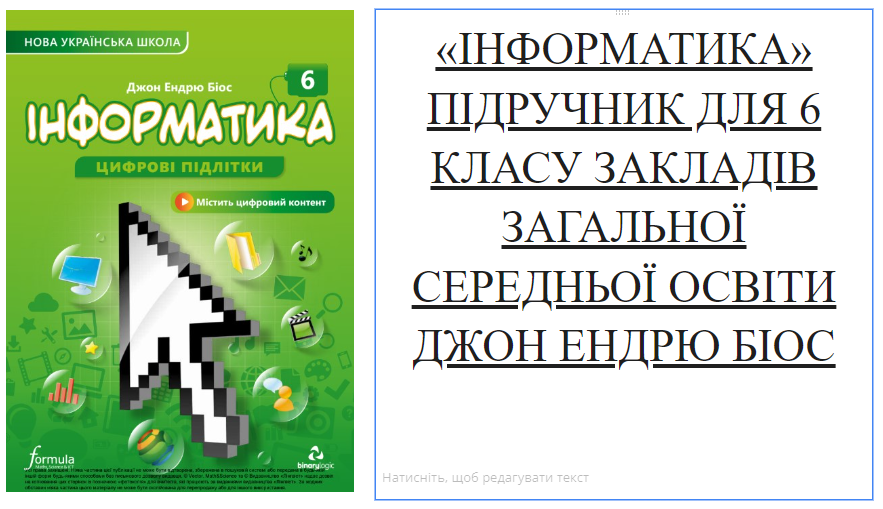 НОВА УКРАЇНСЬКА ШКОЛА
6
Джон Ендрю Біос
ІНФОРМАТИКА
ЦИФРОВІ ПІДЛІТКИ
Містить цифровий контент
formula
binarylogic
«ІНФОРМАТИКА»
ПІДРУЧНИК ДЛЯ 6
КЛАСУ ЗАКЛАДІВ
ЗАГАЛЬНОЇ
СЕРЕДНЬОЇ ОСВІТИ
ДЖОН ЕНДРЮ БІОС
Натисніть, щоб редагувати текст